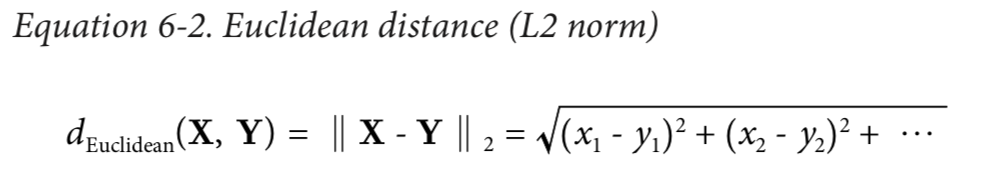 Equation 6-2. Euclidean distance (L2 norm)
d_Euclidean(X, Y) = ‖ X - Y ‖₂ = √(x₁ - y₁)² + (x₂ - y₂)² + ⋯